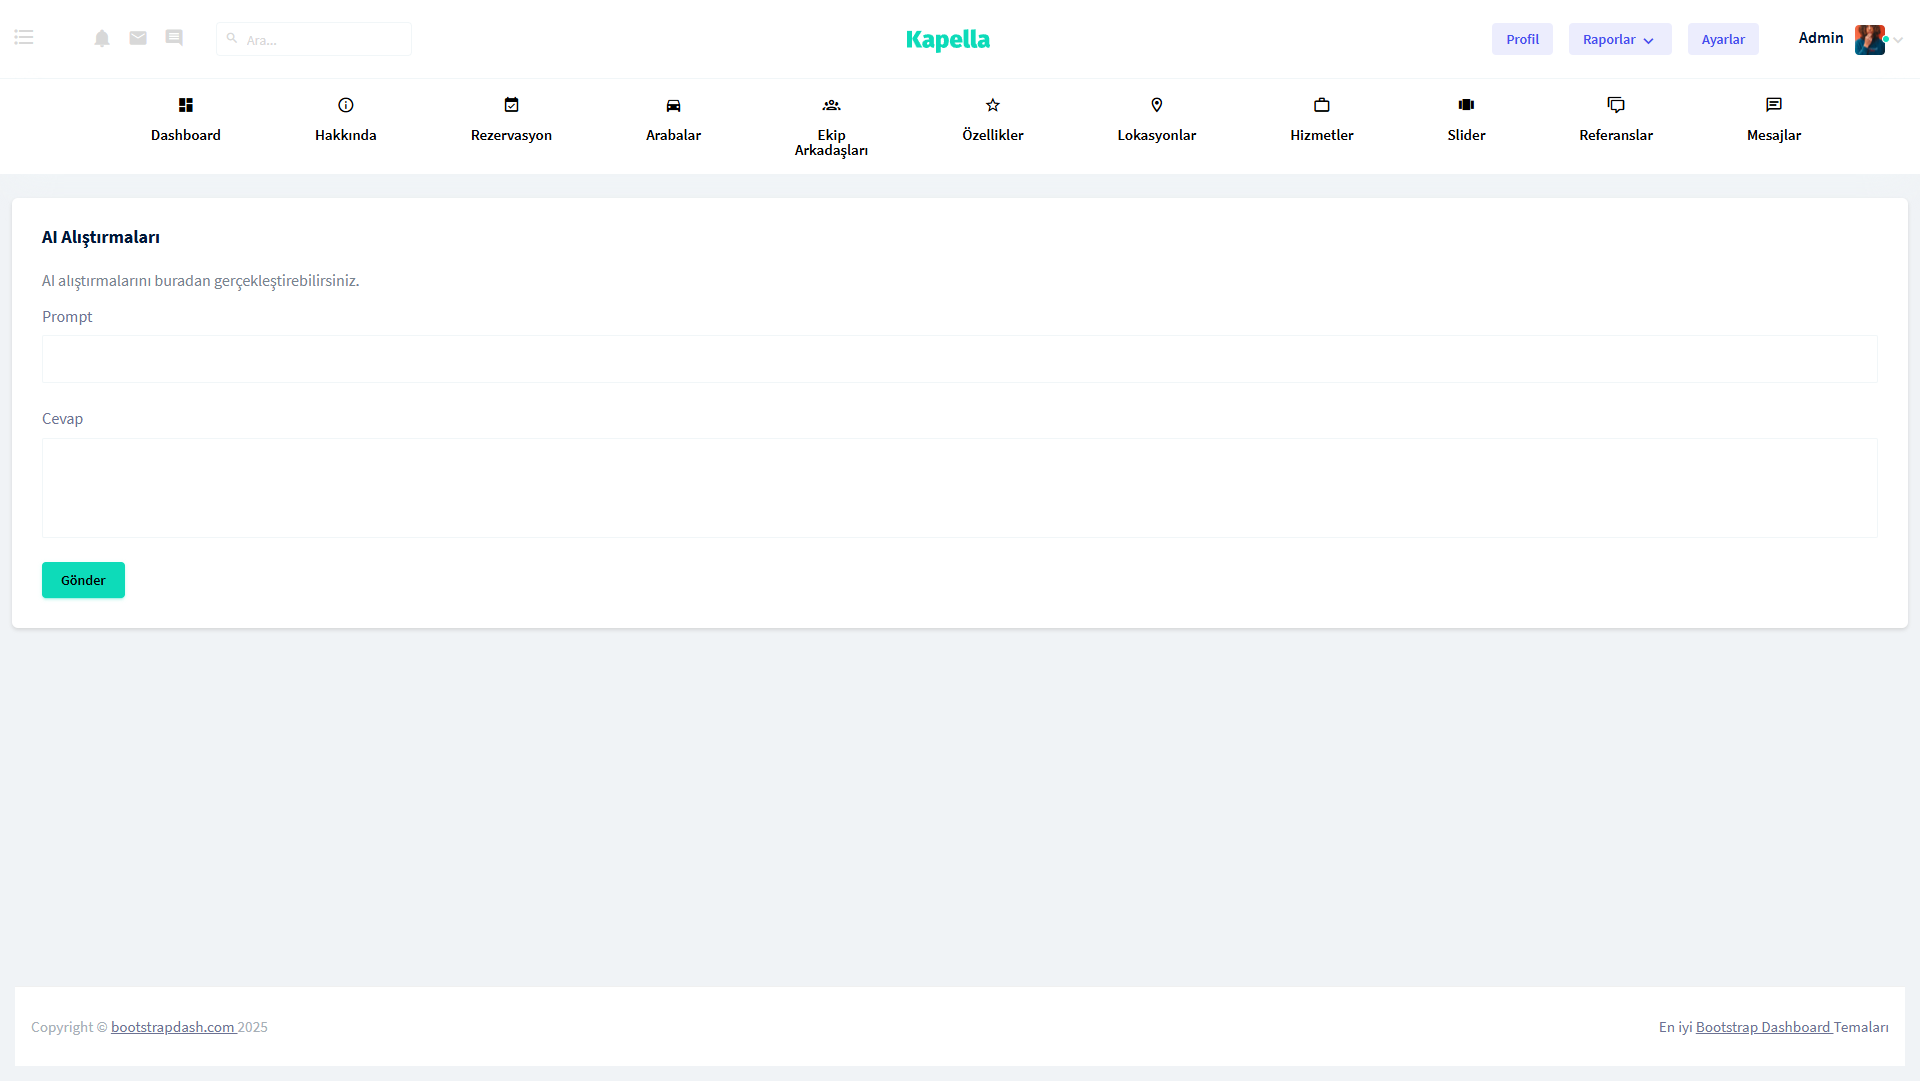 Ara...
Kapella
Profil
Raporlar
Ayarlar
Admin
Dashboard
Hakkında
Rezervasyon
Arabalar
Ekip
Arkadaşları
Özellikler
Lokasyonlar
Hizmetler
Slider
Referanslar
Mesajlar
AI Alıştırmaları
AI alıştırmalarını buradan gerçekleştirebilirsiniz.
Prompt
Cevap
Gönder
Copyright © bootstrapdash.com 2025
En iyi Bootstrap Dashboard Temaları